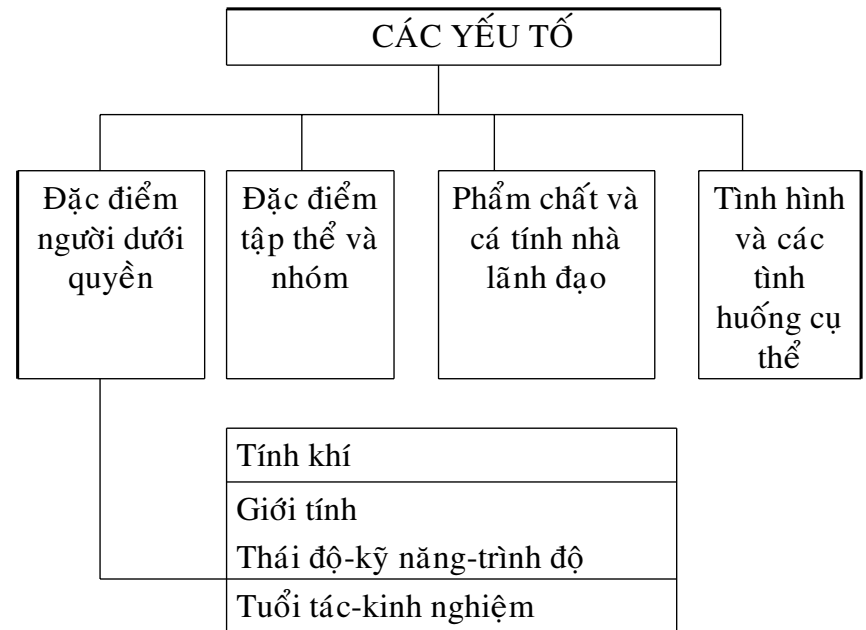 CÁC YẾU TỐ
Đặc điểm
người dưới
quyền
Đặc điểm
tập thể và
nhóm
Phẩm chất và
cá tính nhà
lãnh đạo
Tình hình
và các
tình
huống cụ
thể
Tính khí
Giới tính
Thái độ-kỹ năng-trình độ
Tuổi tác-kinh nghiệm